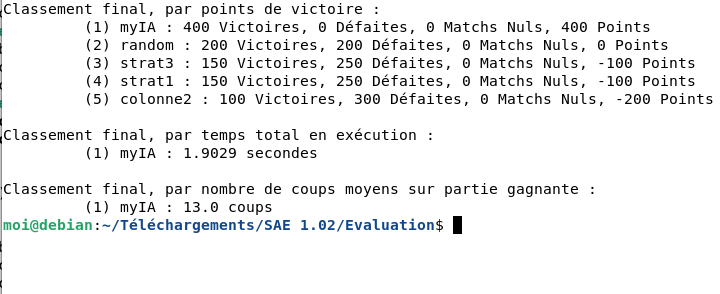 Classement final, par points de victoire :
(1) myIA : 400 Victoires, 0 Défaites, 0 Matchs Nuls, 400 Points
(2) random : 200 Victoires, 200 Défaites, 0 Matchs Nuls, 0 Points
(3) strat3 : 150 Victoires, 250 Défaites, 0 Matchs Nuls, -100 Points
(4) strat1 : 150 Victoires, 250 Défaites, 0 Matchs Nuls, -100 Points
(5) colonne2 : 100 Victoires, 300 Défaites, 0 Matchs Nuls, -200 Points
Classement final, par temps total en exécution :
(1) myIA : 1.9029 secondes
Classement final, par nombre de coups moyens sur partie gagnante :
(1) myIA : 13.0 coups
moi@debian:~/Téléchargements/SAE 1.02/Evaluation$